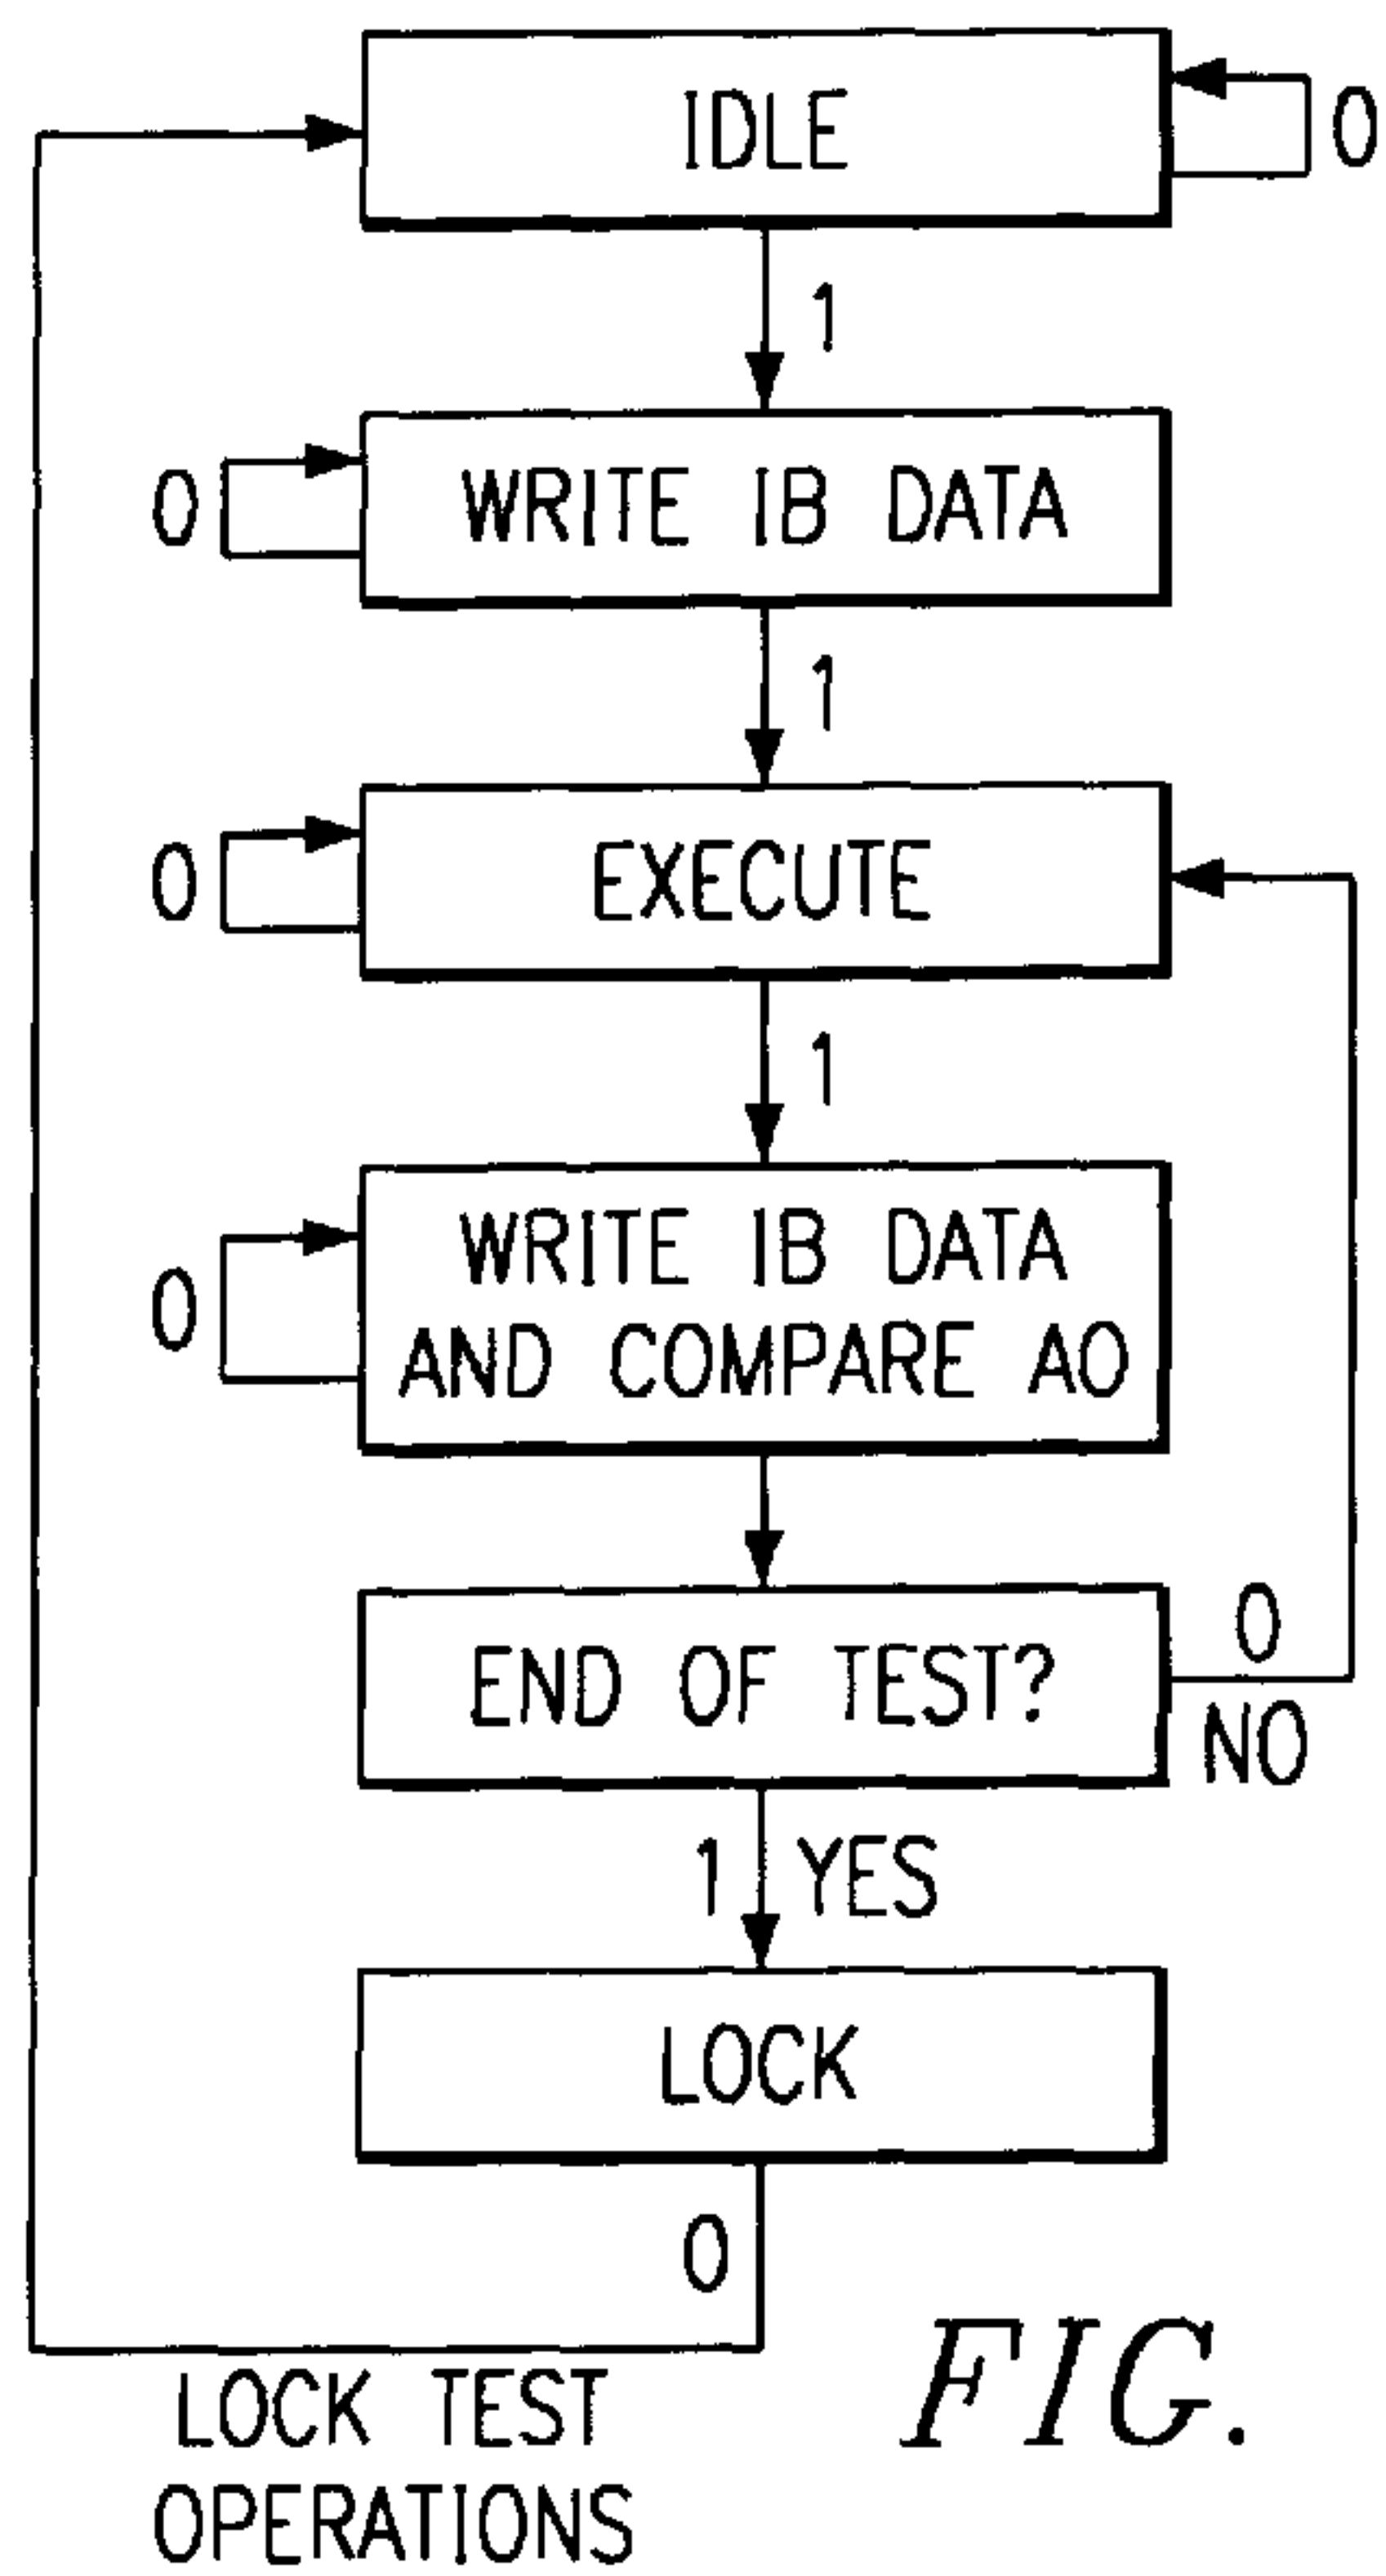 IDLE
0
1
0
WRITE IB DATA
1
0
EXECUTE
1
WRITE IB DATA
0
AND COMPARE AO
0
END OF TEST?
NO
1 YES
LOCK
0
LOCK TEST
OPERATIONS
FIG.